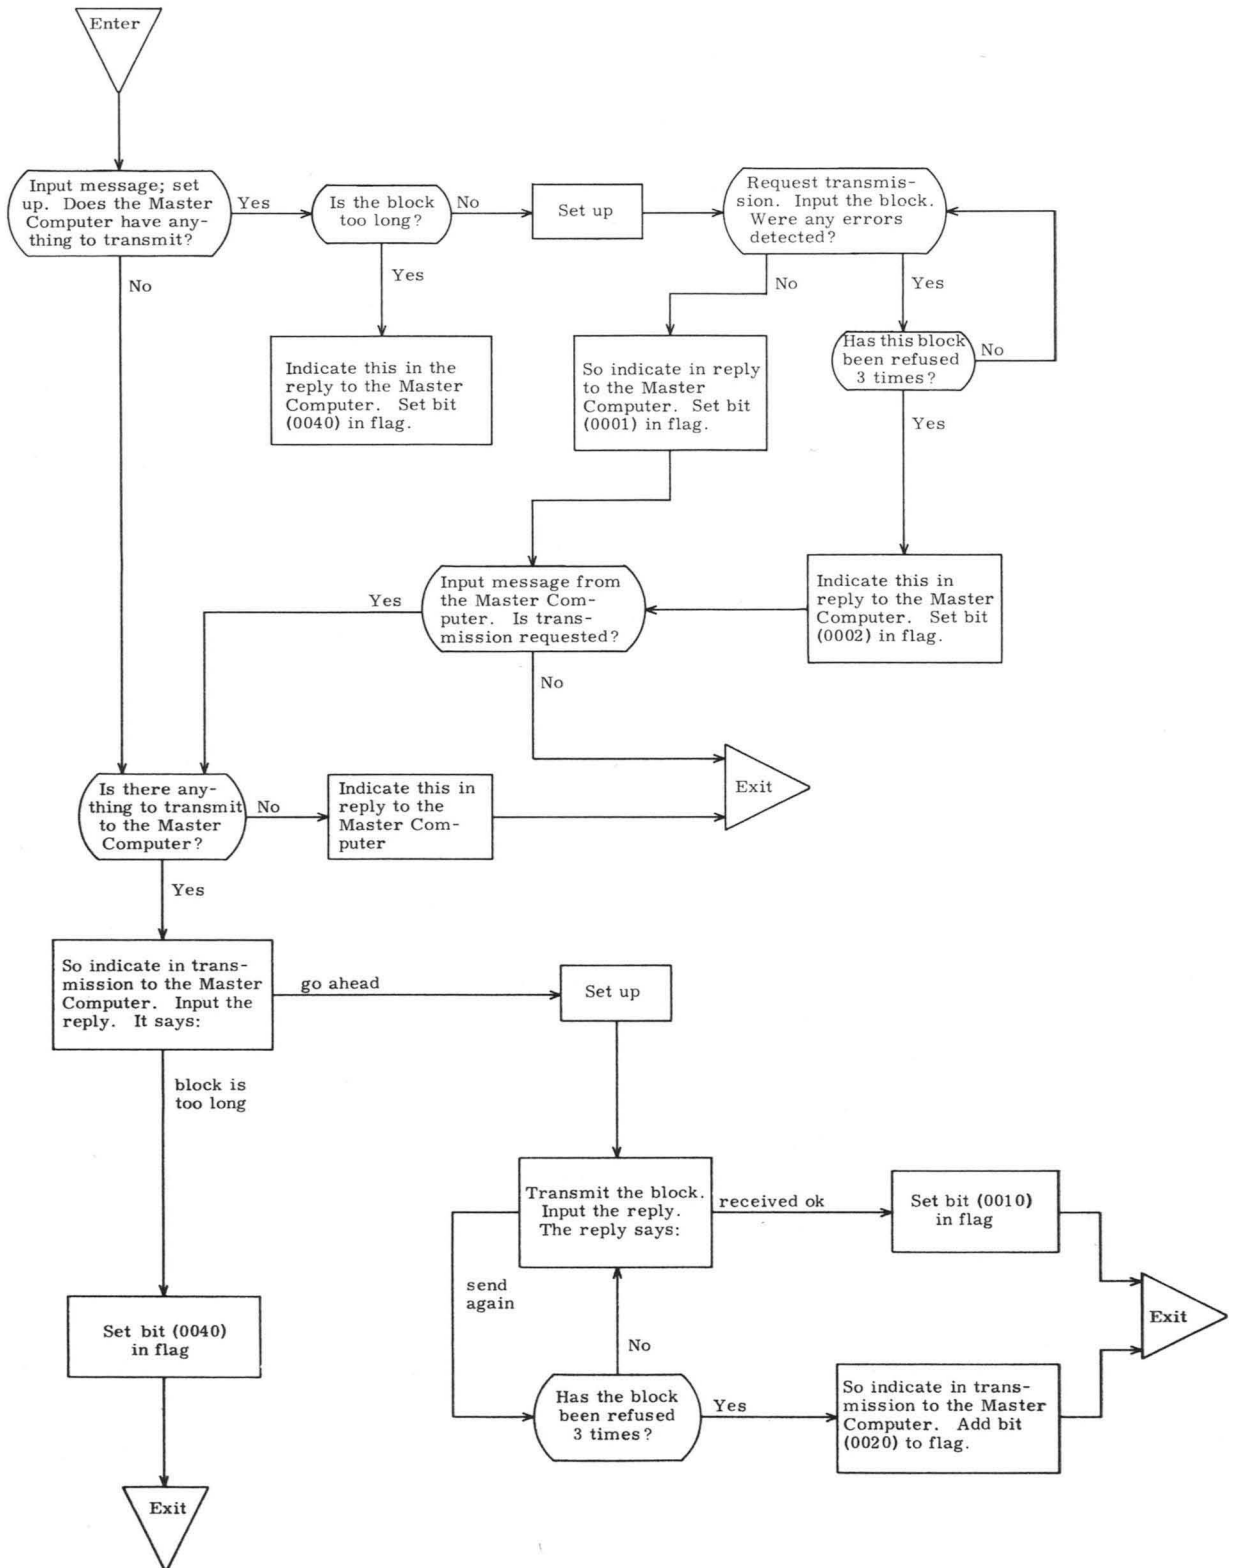 Enter
Input message; set
up. Does the Master
Computer have any-
thing to transmit?
Yes
Is the block
too long?
No
Set up
Request transmis-
sion. Input the block.
Were any errors
detected?
No
Yes
Yes
No
Indicate this in the
reply to the Master
Computer. Set bit
(0040) in flag.
So indicate in reply
to the Master
Computer. Set bit
(0001) in flag.
Has this block
been refused
3 times?
No
Yes
Input message from
the Master Com-
puter. Is trans-
mission requested?
Yes
No
Indicate this in
reply to the Master
Computer. Set bit
(0002) in flag.
Is there any-
thing to transmit
to the Master
Computer?
No
Indicate this in
reply to the
Master Com-
puter
Exit
Yes
So indicate in trans-
mission to the Master
Computer. Input the
reply. It says:
go ahead
Set up
block is
too long
Transmit the block.
Input the reply.
The reply says:
received ok
Set bit (0010)
in flag
send
again
No
Exit
Set bit (0040)
in flag
Has the block
been refused
3 times?
Yes
So indicate in trans-
mission to the Master
Computer. Add bit
(0020) to flag.
Exit